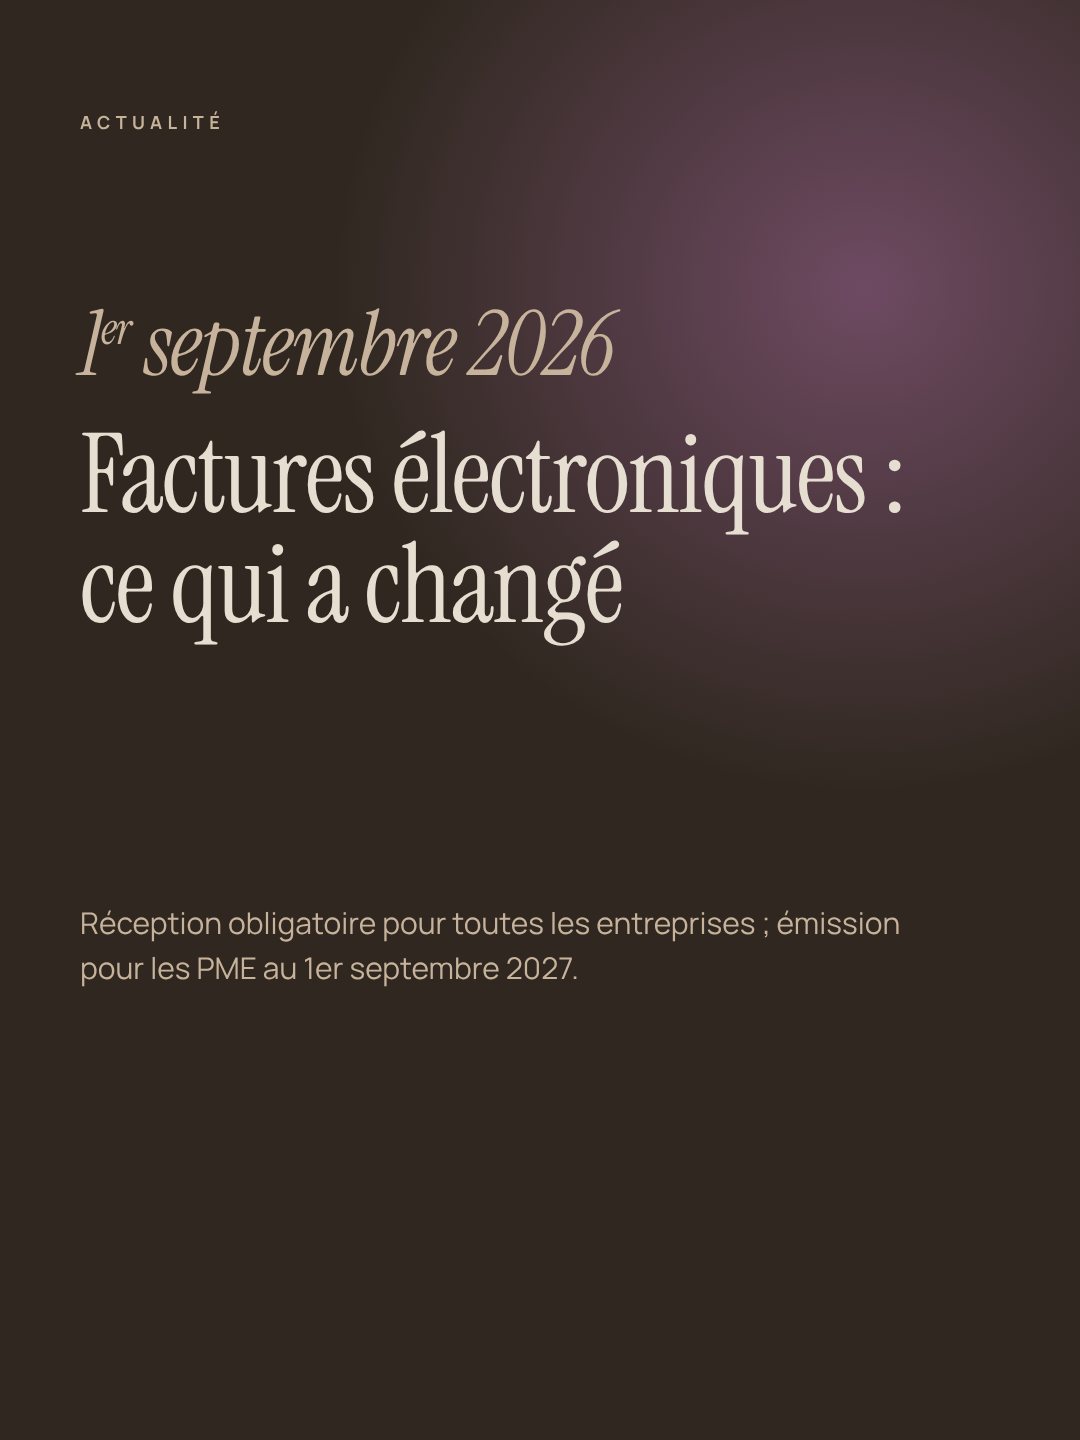 ACTUALITÉ
1er septembre 2026
Factures électroniques :
ce qui a changé
Réception obligatoire pour toutes les entreprises ; émission
pour les PME au 1er septembre 2027.